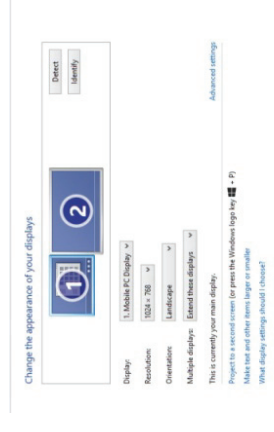 Change the appearance of your displays
1
2
Detect
Identify
Display: 1. Mobile PC Display
Resolution: 1024 × 768
Orientation: Landscape
Multiple displays: Extend these displays
This is currently your main display.
Advanced settings
Project to a second screen (or press the Windows logo key + P)
Make text and other items larger or smaller
What display settings should I choose?